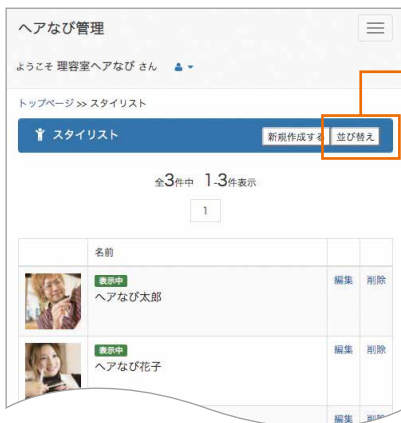 ヘアなび管理
ようこそ 理容室ヘアなび さん
トップページ >> スタイリスト
スタイリスト 新規作成する 並び替え
全3件中 1-3件表示
1
名前
表示中 編集 削除
ヘアなび太郎
表示中 編集 削除
ヘアなび花子
編集 削除